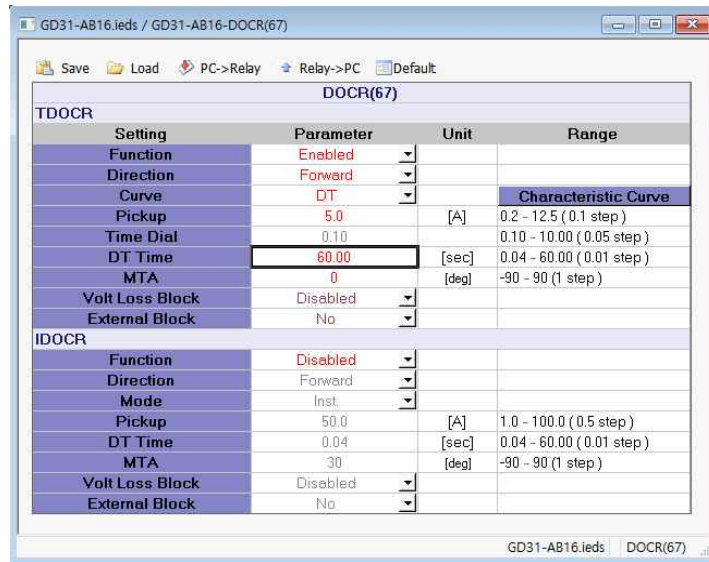 GD31-AB16.ieds / GD31-AB16-DOCR(67)
Save Load PC->Relay Relay->PC Default
DOCR(67)
TDOCR
Setting Parameter Unit Range
Function Enabled
Direction Forward
Curve DT Characteristic Curve
Pickup 5.0 [A] 0.2 - 12.5 ( 0.1 step )
Time Dial 0.10 0.10 - 10.00 ( 0.05 step )
DT Time 60.00 [sec] 0.04 - 60.00 ( 0.01 step )
MTA 0 [deg] -90 - 90 (1 step )
Volt Loss Block Disabled
External Block No
IDOCR
Function Disabled
Direction Forward
Mode Inst.
Pickup 50.0 [A] 1.0 - 100.0 ( 0.5 step )
DT Time 0.04 [sec] 0.04 - 60.00 ( 0.01 step )
MTA 30 [deg] -90 - 90 (1 step )
Volt Loss Block Disabled
External Block No
GD31-AB16.ieds DOCR(67)